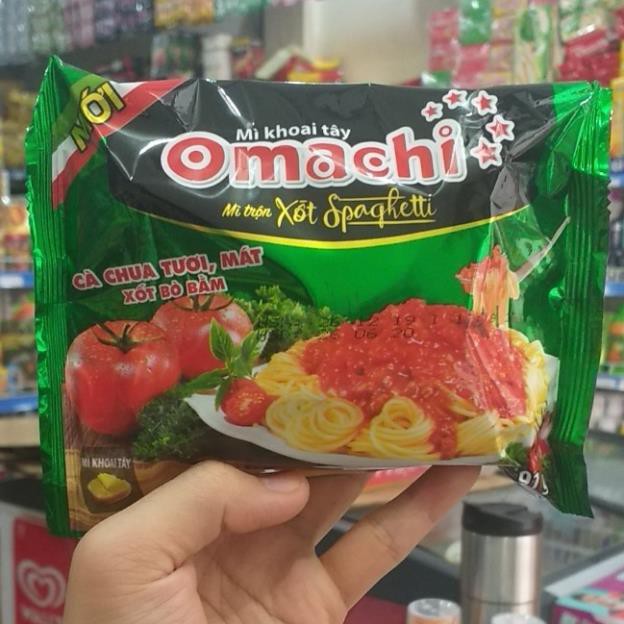 MỚI
Mì khoai tây
Omachi
Mì trộn Xốt Spaghetti
CÀ CHUA TƯƠI, MÁT
XỐT BÒ BẰM
MÌ KHOAI TÂY